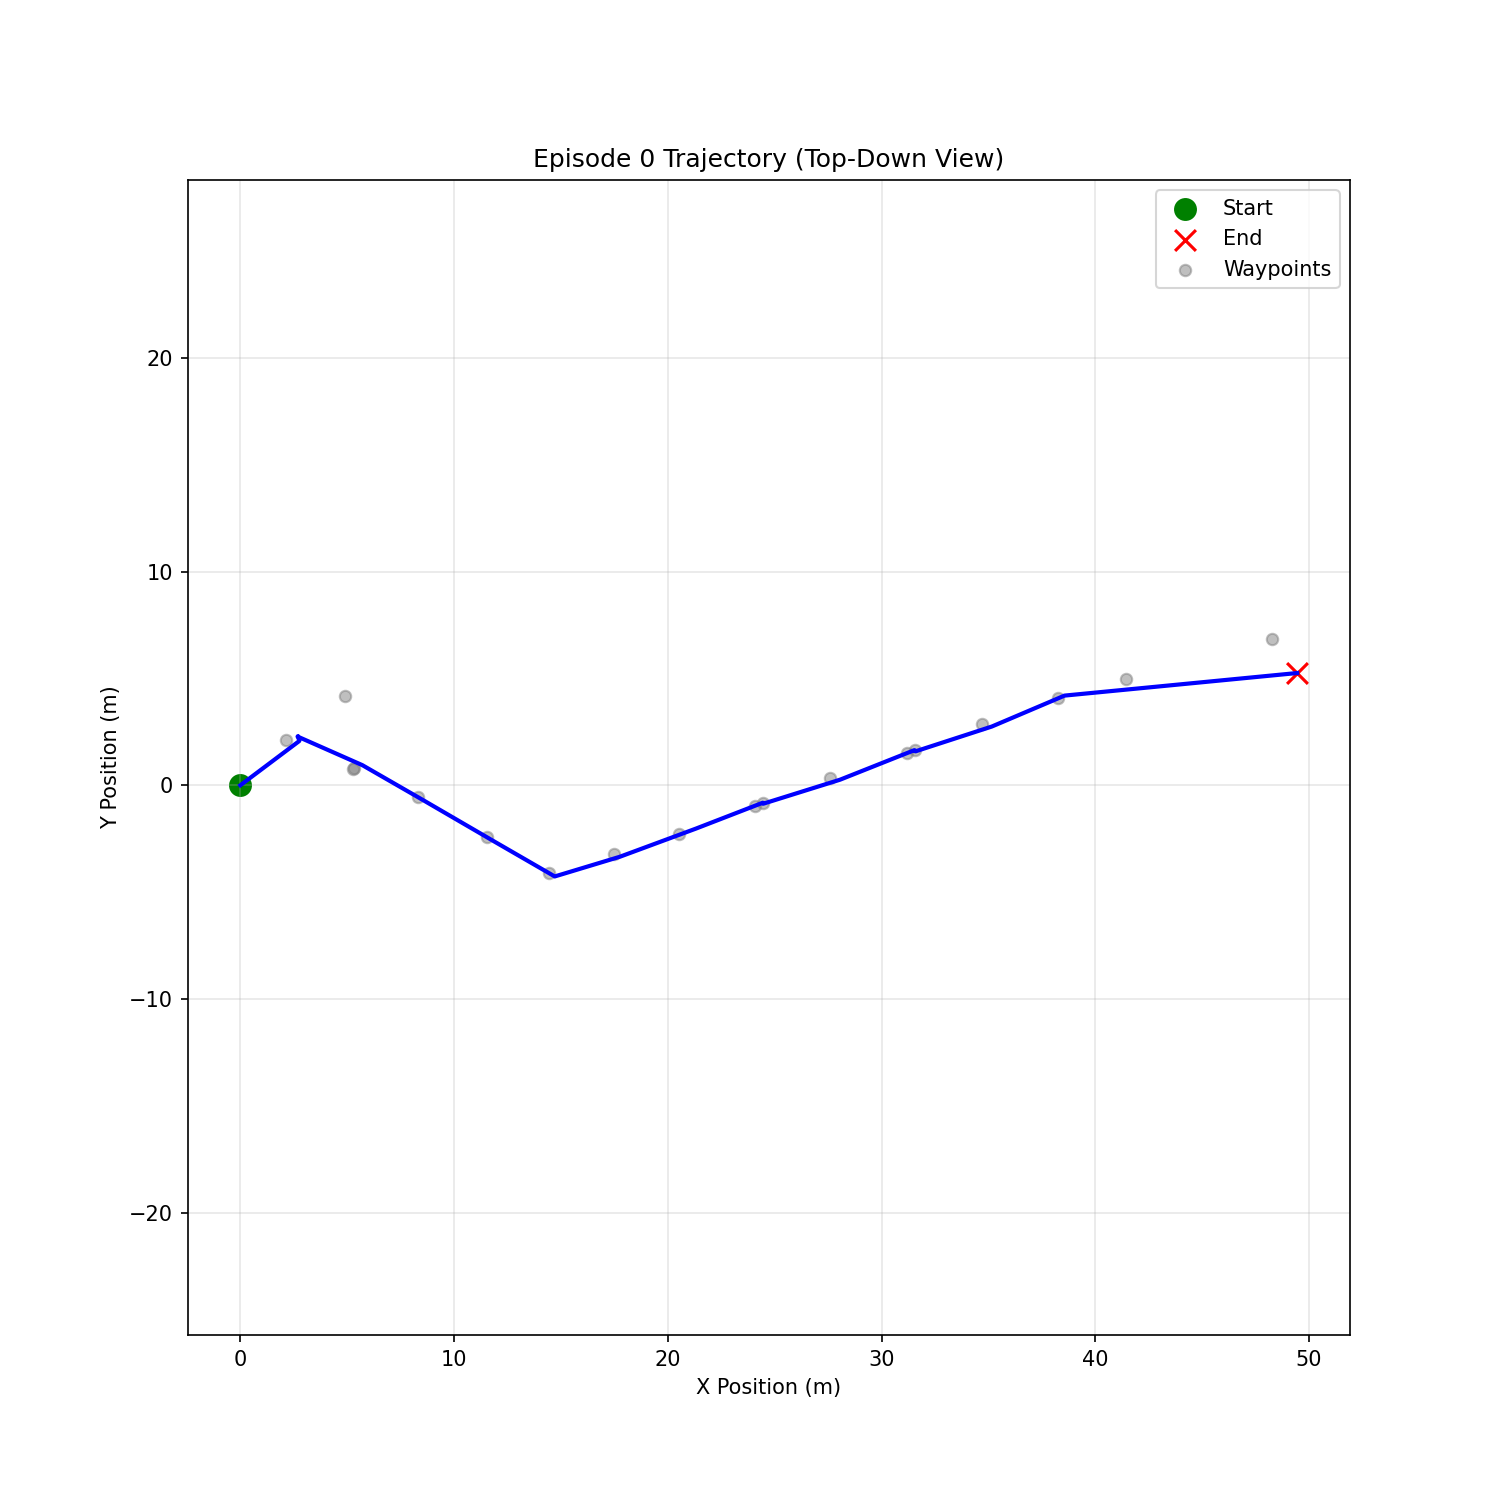 Episode 0 Trajectory (Top-Down View)
Start
End
Waypoints
20
10
0
−10
−20
Y Position (m)
0 10 20 30 40 50
X Position (m)